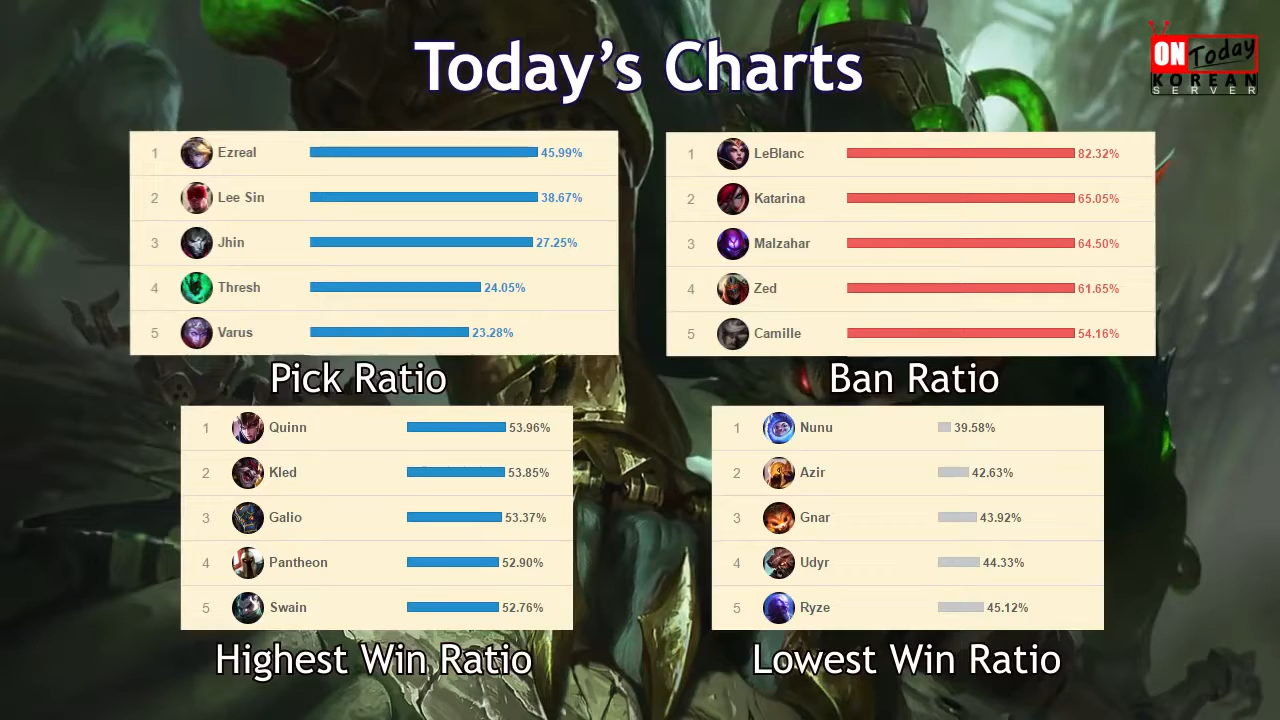 Today's Charts
ON Today
KOREAN
SERVER
1 Ezreal 45.99%
2 Lee Sin 38.67%
3 Jhin 27.25%
4 Thresh 24.05%
5 Varus 23.28%
Pick Ratio
1 LeBlanc 82.32%
2 Katarina 65.05%
3 Malzahar 64.50%
4 Zed 61.65%
5 Camille 54.16%
Ban Ratio
1 Quinn 53.96%
2 Kled 53.85%
3 Galio 53.37%
4 Pantheon 52.90%
5 Swain 52.76%
Highest Win Ratio
1 Nunu 39.58%
2 Azir 42.63%
3 Gnar 43.92%
4 Udyr 44.33%
5 Ryze 45.12%
Lowest Win Ratio